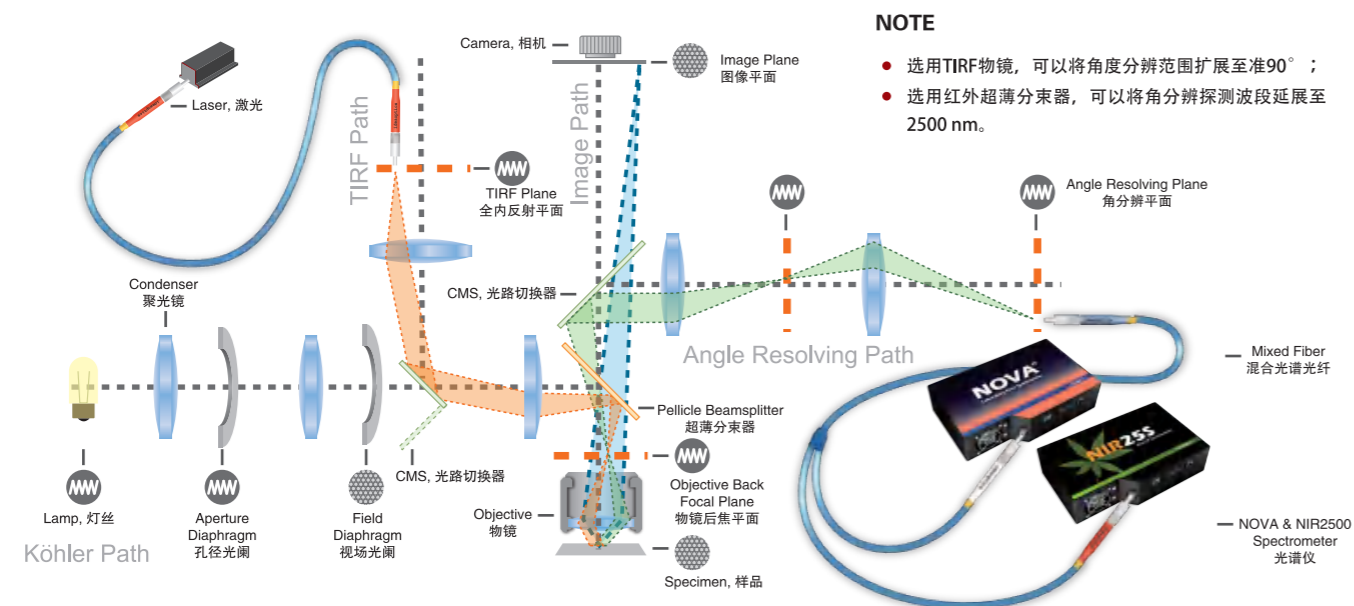 NOTE
● 选用TIRF物镜，可以将角度分辨范围扩展至准90°；
● 选用红外超薄分束器，可以将角分辨探测波段延展至
2500 nm。
Camera, 相机
Image Plane
图像平面
Laser, 激光
TIRF Path
Image Path
TIRF Plane
全内反射平面
Angle Resolving Plane
角分辨平面
Condenser
聚光镜
CMS, 光路切换器
Angle Resolving Path
Mixed Fiber
混合光谱光纤
NOVA
Pellicle Beamsplitter
超薄分束器
NIR25S
CMS, 光路切换器
Objective Back
Focal Plane
物镜后焦平面
Objective
物镜
Lamp, 灯丝
Aperture
Diaphragm
孔径光阑
Field
Diaphragm
视场光阑
Köhler Path
NOVA & NIR2500
Spectrometer
光谱仪
Specimen, 样品